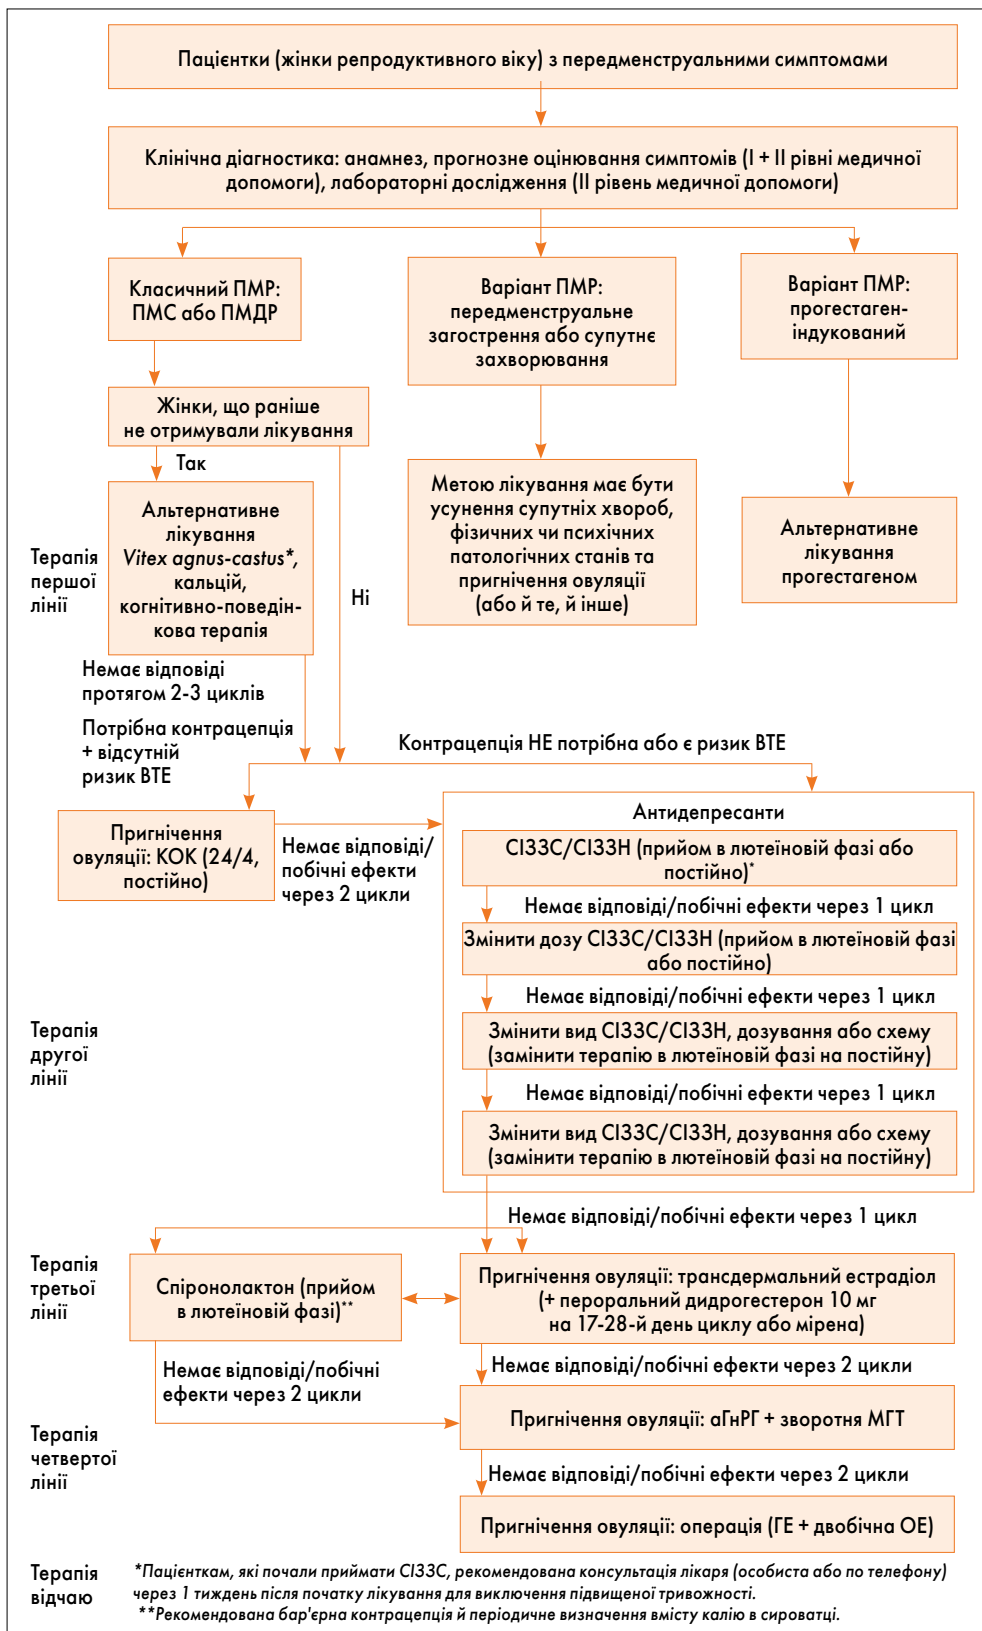 Пацієнтки (жінки репродуктивного віку) з передменструальними симптомами
Клінічна діагностика: анамнез, прогнозне оцінювання симптомів (I + II рівні медичної
допомоги), лабораторні дослідження (II рівень медичної допомоги)
Класичний ПМР:
ПМС або ПМДР
Варіант ПМР:
передменструальне
загострення або супутнє
захворювання
Варіант ПМР:
прогестаген-
індукований
Жінки, що раніше
не отримували лікування
Так
Ні
Терапія
першої
лінії
Альтернативне
лікування
Vitex agnus-castus*,
кальцій,
когнітивно-поведін-
кова терапія
Метою лікування має бути
усунення супутніх хвороб,
фізичних чи психічних
патологічних станів та
пригнічення овуляції
(або й те, й інше)
Альтернативне
лікування
прогестагеном
Немає відповіді
протягом 2-3 циклів
Потрібна контрацепція
+ відсутній
ризик ВТЕ
Контрацепція НЕ потрібна або є ризик ВТЕ
Пригнічення
овуляції: КОК (24/4,
постійно)
Немає відповіді/
побічні ефекти
через 2 цикли
Антидепресанти
СІЗЗС/СІЗЗН (прийом в лютеїновій фазі або
постійно)*
Немає відповіді/побічні ефекти через 1 цикл
Змінити дозу СІЗЗС/СІЗЗН (прийом в лютеїновій фазі
або постійно)
Немає відповіді/побічні ефекти через 1 цикл
Терапія
другої
лінії
Змінити вид СІЗЗС/СІЗЗН, дозування або схему
(замінити терапію в лютеїновій фазі на постійну)
Немає відповіді/побічні ефекти через 1 цикл
Змінити вид СІЗЗС/СІЗЗН, дозування або схему
(замінити терапію в лютеїновій фазі на постійну)
Немає відповіді/побічні ефекти через 1 цикл
Терапія
третьої
лінії
Спіронолактон (прийом
в лютеїновій фазі)**
Пригнічення овуляції: трансдермальний естрадіол
(+ пероральний дидрогестерон 10 мг
на 17-28-й день циклу або мірена)
Немає відповіді/побічні
ефекти через 2 цикли
Немає відповіді/побічні ефекти через 2 цикли
Терапія
четвертої
лінії
Пригнічення овуляції: аГнРГ + зворотня МГТ
Немає відповіді/побічні ефекти через 2 цикли
Пригнічення овуляції: операція (ГЕ + двобічна ОЕ)
Терапія
відчаю
*Пацієнткам, які почали приймати СІЗЗС, рекомендована консультація лікаря (особиста або по телефону)
через 1 тиждень після початку лікування для виключення підвищеної тривожності.
**Рекомендована бар'єрна контрацепція й періодичне визначення вмісту калію в сироватці.